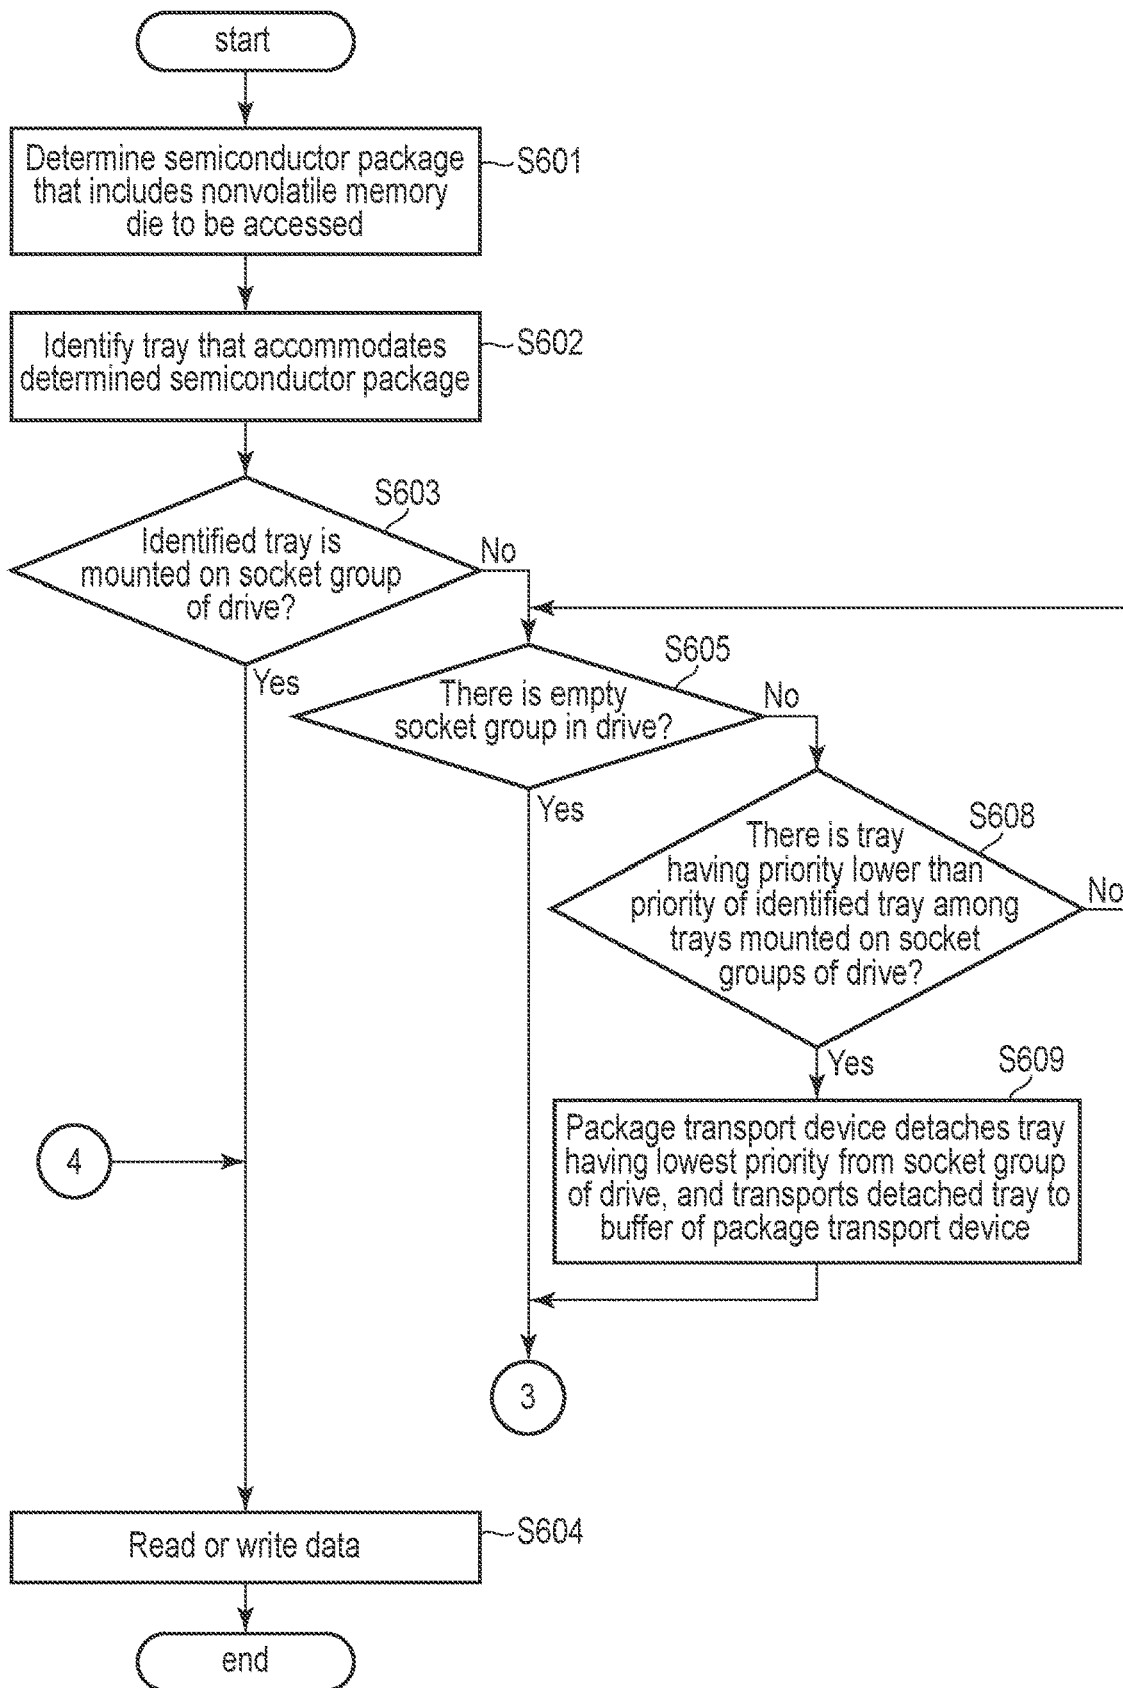 start
Determine semiconductor package
that includes nonvolatile memory
die to be accessed
S601
Identify tray that accommodates
determined semiconductor package
S602
S603
Identified tray is
mounted on socket group
of drive?
No
Yes
S605
There is empty
socket group in drive?
No
Yes
S608
There is tray
having priority lower than
priority of identified tray among
trays mounted on socket
groups of drive?
No
Yes
S609
Package transport device detaches tray
having lowest priority from socket group
of drive, and transports detached tray to
buffer of package transport device
4
3
Read or write data
S604
end